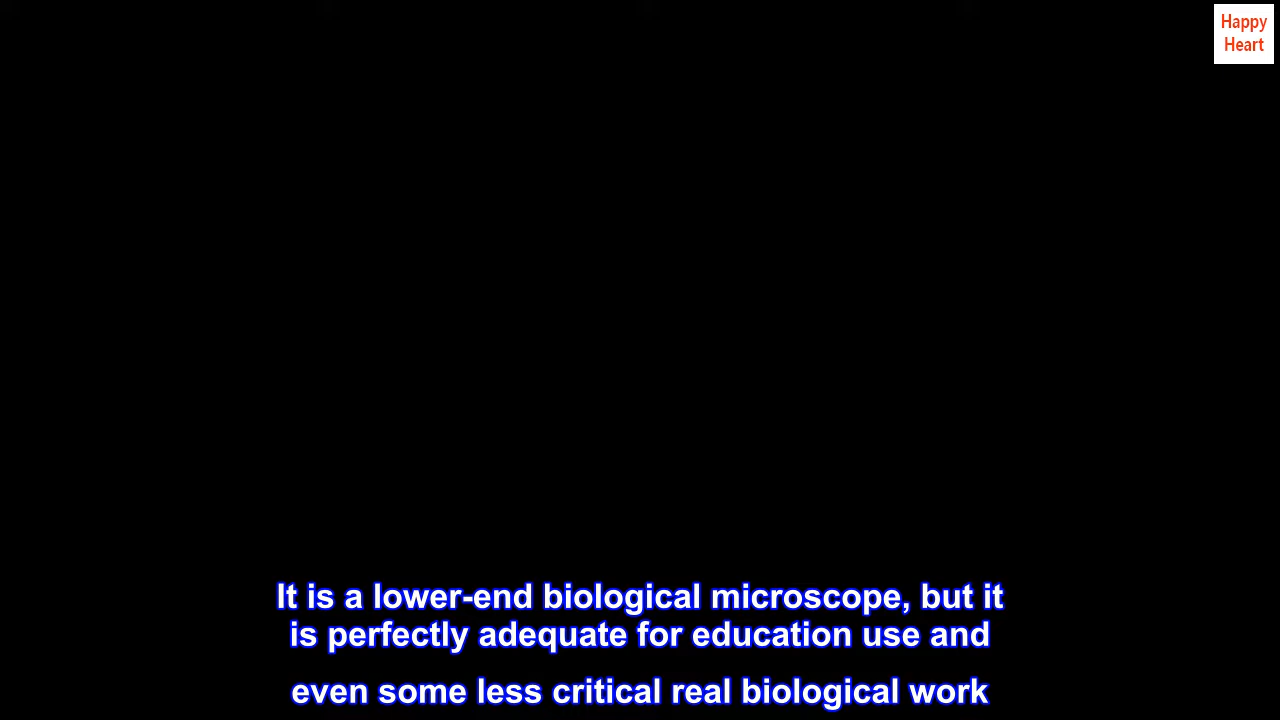 Happy
Heart
It is a lower-end biological microscope, but it
is perfectly adequate for education use and
even some less critical real biological work